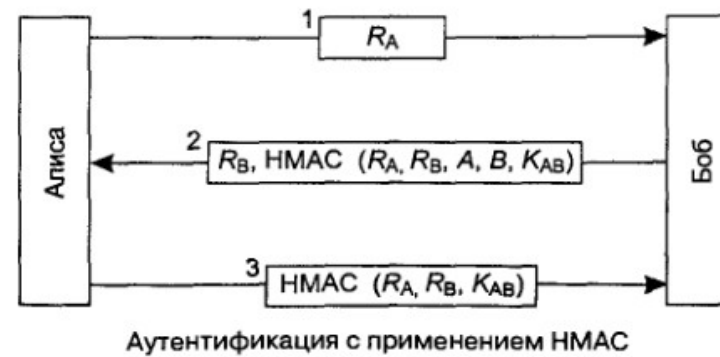 Алиса
1
R_A
2
R_B, HMAC (R_A, R_B, A, B, K_AB)
3
HMAC (R_A, R_B, K_AB)
Боб
Аутентификация с применением HMAC